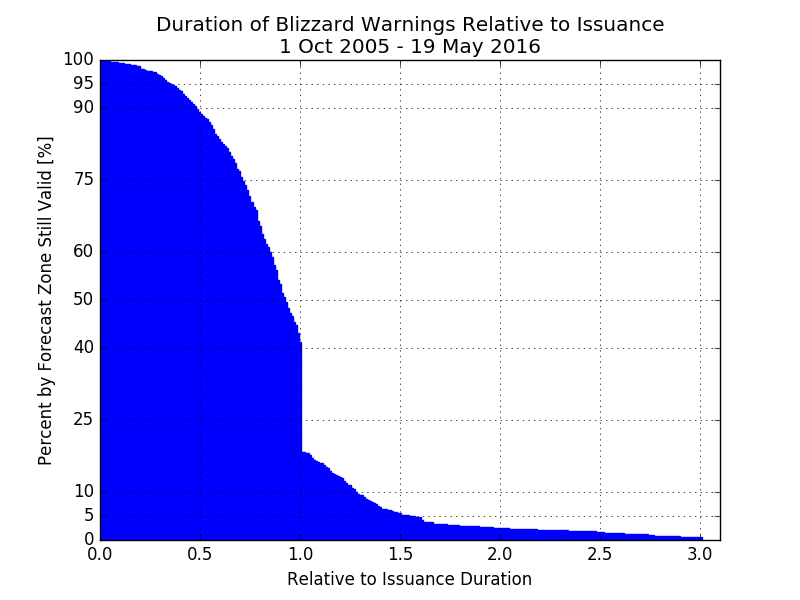 Duration of Blizzard Warnings Relative to Issuance
1 Oct 2005 - 19 May 2016
Percent by Forecast Zone Still Valid [%]
100
95
90
75
60
50
40
25
10
5
0
0.0 0.5 1.0 1.5 2.0 2.5 3.0
Relative to Issuance Duration